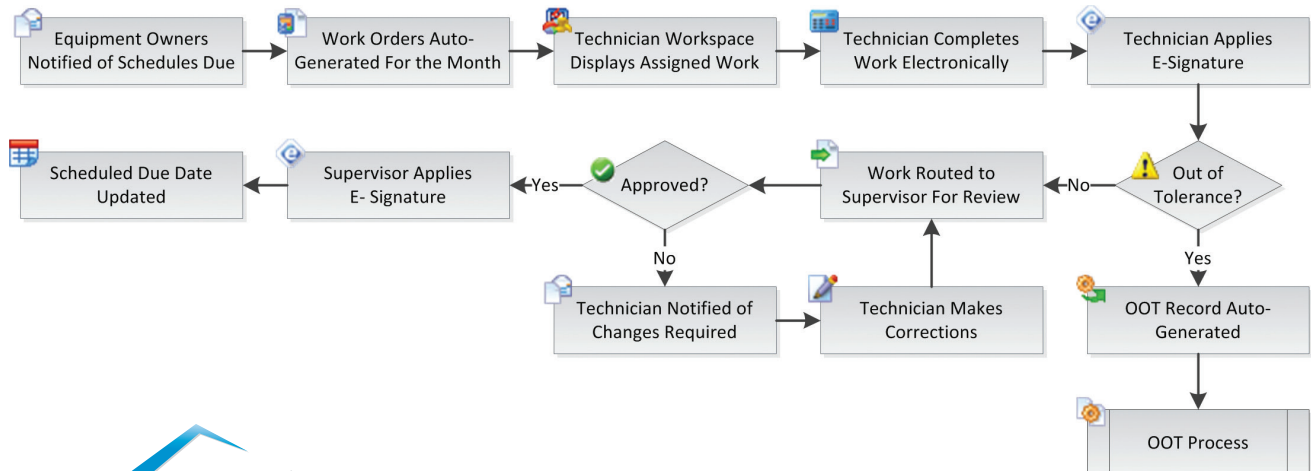 Equipment Owners
Notified of Schedules Due
Work Orders Auto-
Generated For the Month
Technician Workspace
Displays Assigned Work
Technician Completes
Work Electronically
Technician Applies
E-Signature
Out of
Tolerance?
No
Work Routed to
Supervisor For Review
Approved?
Yes
Supervisor Applies
E- Signature
Scheduled Due Date
Updated
No
Technician Notified of
Changes Required
Technician Makes
Corrections
Yes
OOT Record Auto-
Generated
OOT Process